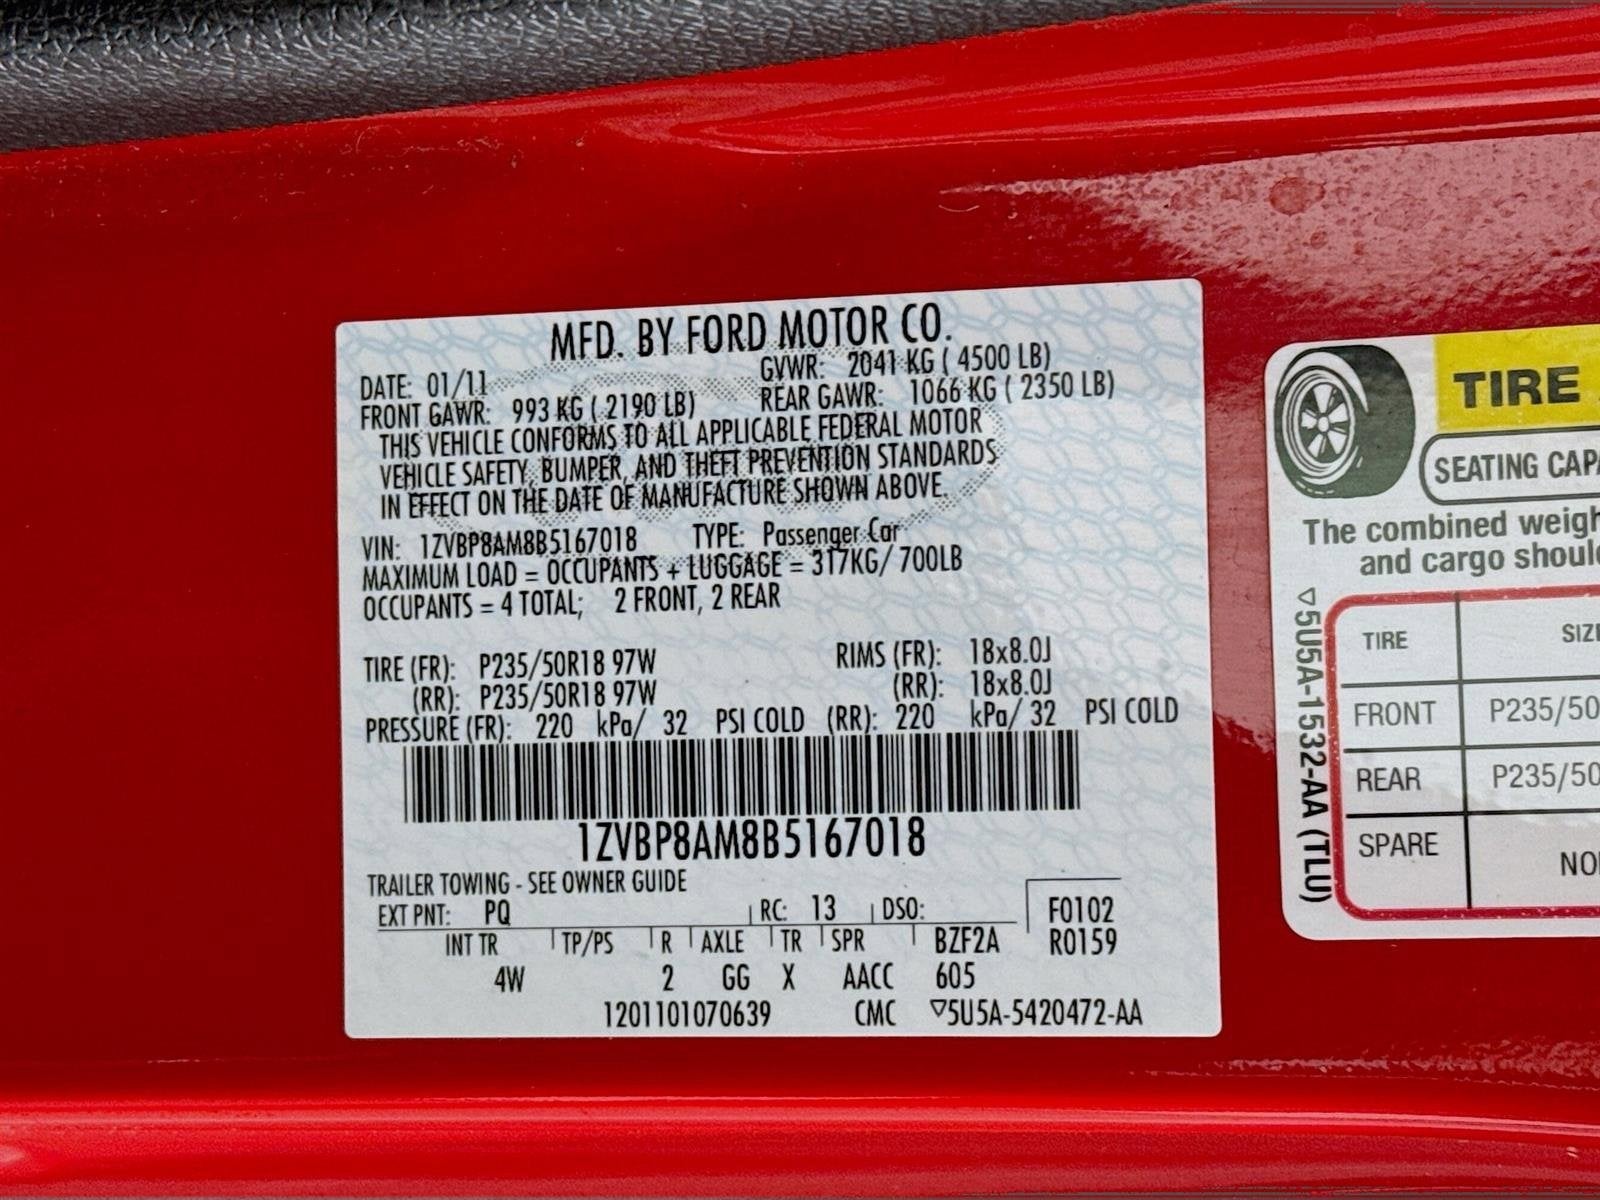 MFD. BY FORD MOTOR CO.
DATE: 01/11 GVWR: 2041 KG ( 4500 LB)
FRONT GAWR: 993 KG ( 2190 LB) REAR GAWR: 1066 KG ( 2350 LB)
THIS VEHICLE CONFORMS TO ALL APPLICABLE FEDERAL MOTOR
VEHICLE SAFETY, BUMPER, AND THEFT PREVENTION STANDARDS
IN EFFECT ON THE DATE OF MANUFACTURE SHOWN ABOVE.
VIN: 1ZVBP8AM8B5167018 TYPE: Passenger Car
MAXIMUM LOAD = OCCUPANTS + LUGGAGE = 317KG/ 700LB
OCCUPANTS = 4 TOTAL; 2 FRONT, 2 REAR
TIRE (FR): P235/50R18 97W RIMS (FR): 18x8.0J
(RR): P235/50R18 97W (RR): 18x8.0J
PRESSURE (FR): 220 kPa/ 32 PSI COLD (RR): 220 kPa/ 32 PSI COLD
1ZVBP8AM8B5167018
TRAILER TOWING - SEE OWNER GUIDE
EXT PNT: PQ RC: 13 DSO: F0102
INT TR TP/PS R AXLE TR SPR BZF2A R0159
4W 2 GG X AACC 605
1201101070639 CMC ▽5U5A-5420472-AA
TIRE
SEATING CAPA
The combined weigh
and cargo should
▽5U5A-1532-AA (TLU)
TIRE SIZE
FRONT P235/50
REAR P235/50
SPARE NO